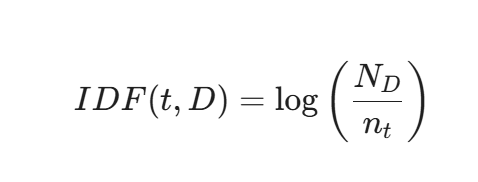 IDF(t, D) = log(N_D / n_t)